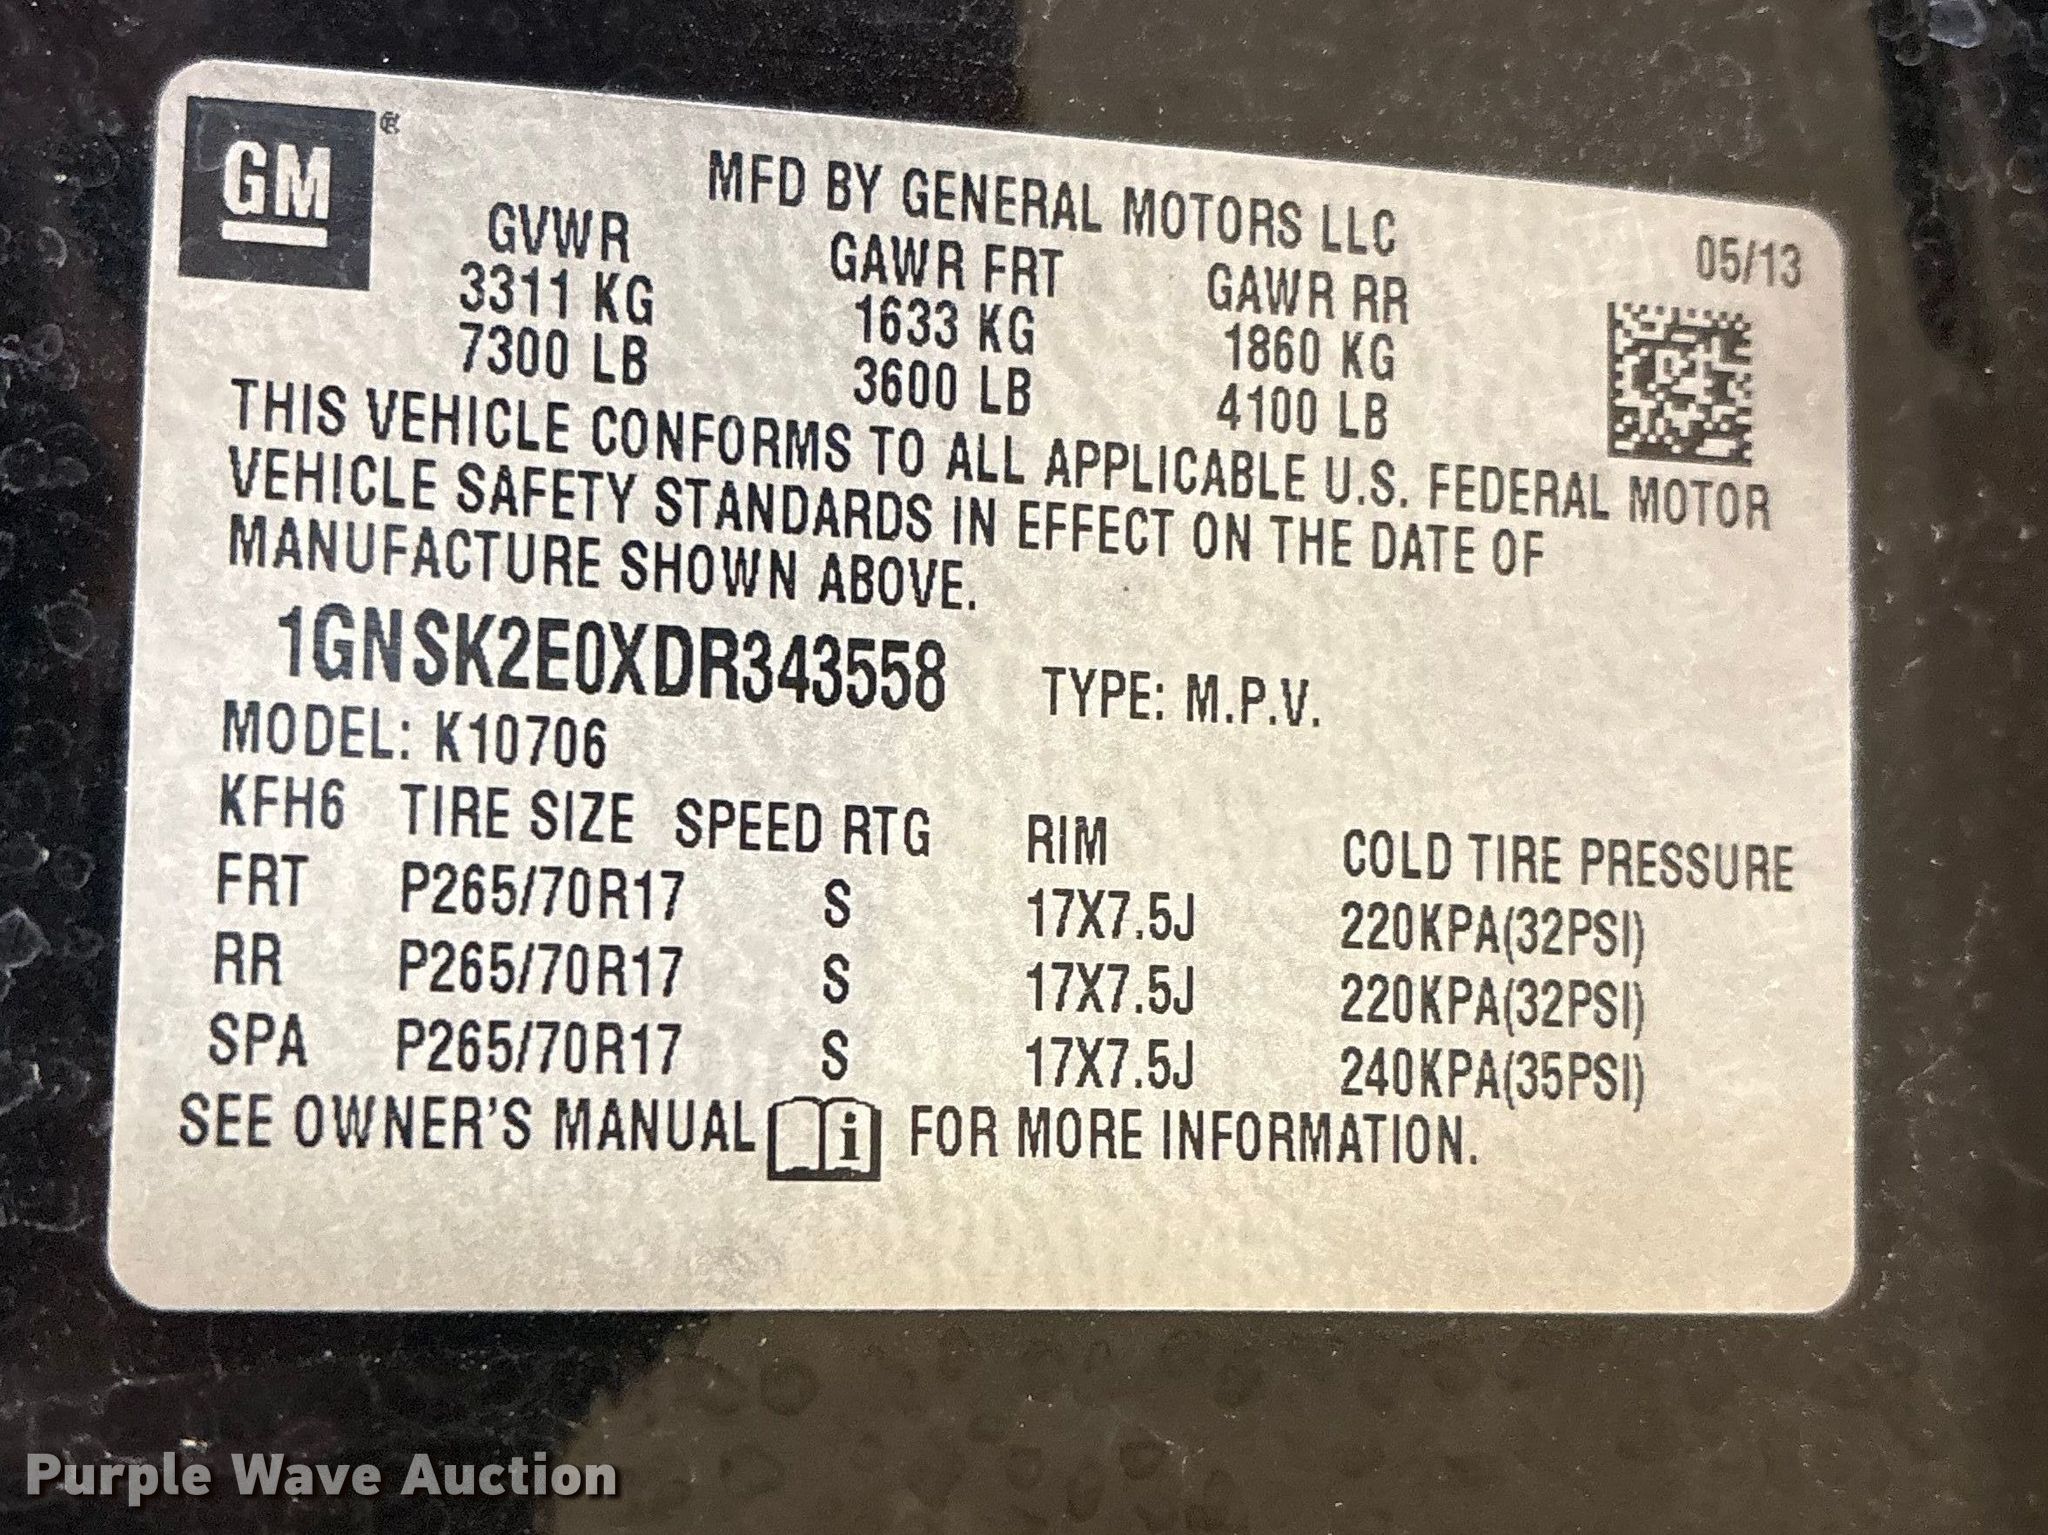 GM
MFD BY GENERAL MOTORS LLC
05/13
GVWR GAWR FRT GAWR RR
3311 KG 1633 KG 1860 KG
7300 LB 3600 LB 4100 LB
THIS VEHICLE CONFORMS TO ALL APPLICABLE U.S. FEDERAL MOTOR
VEHICLE SAFETY STANDARDS IN EFFECT ON THE DATE OF
MANUFACTURE SHOWN ABOVE.
1GNSK2E0XDR343558 TYPE: M.P.V.
MODEL: K10706
KFH6 TIRE SIZE SPEED RTG RIM COLD TIRE PRESSURE
FRT P265/70R17 S 17X7.5J 220KPA(32PSI)
RR P265/70R17 S 17X7.5J 220KPA(32PSI)
SPA P265/70R17 S 17X7.5J 240KPA(35PSI)
SEE OWNER'S MANUAL i FOR MORE INFORMATION.
Purple Wave Auction